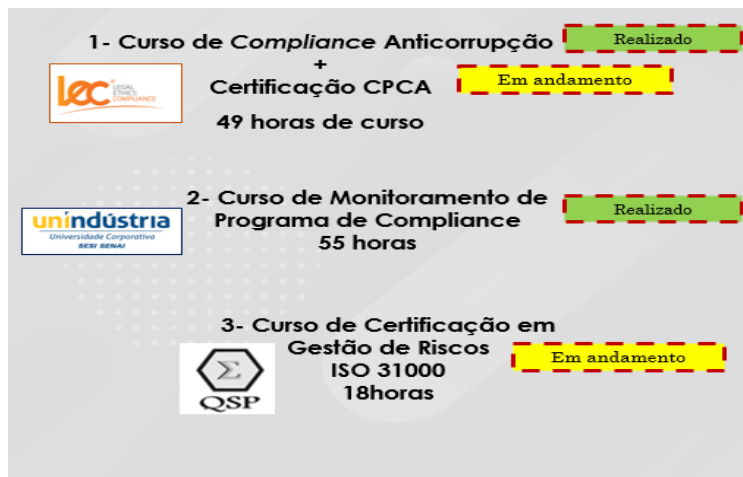 1- Curso de Compliance Anticorrupção
Realizado
+
Certificação CPCA
Em andamento
LEC
LEGAL
ETHICS
COMPLIANCE
49 horas de curso
2- Curso de Monitoramento de
Programa de Compliance
55 horas
Realizado
unindústria
Universidade Corporativa
SESI SENAI
3- Curso de Certificação em
Gestão de Riscos
ISO 31000
18horas
Em andamento
Σ
QSP